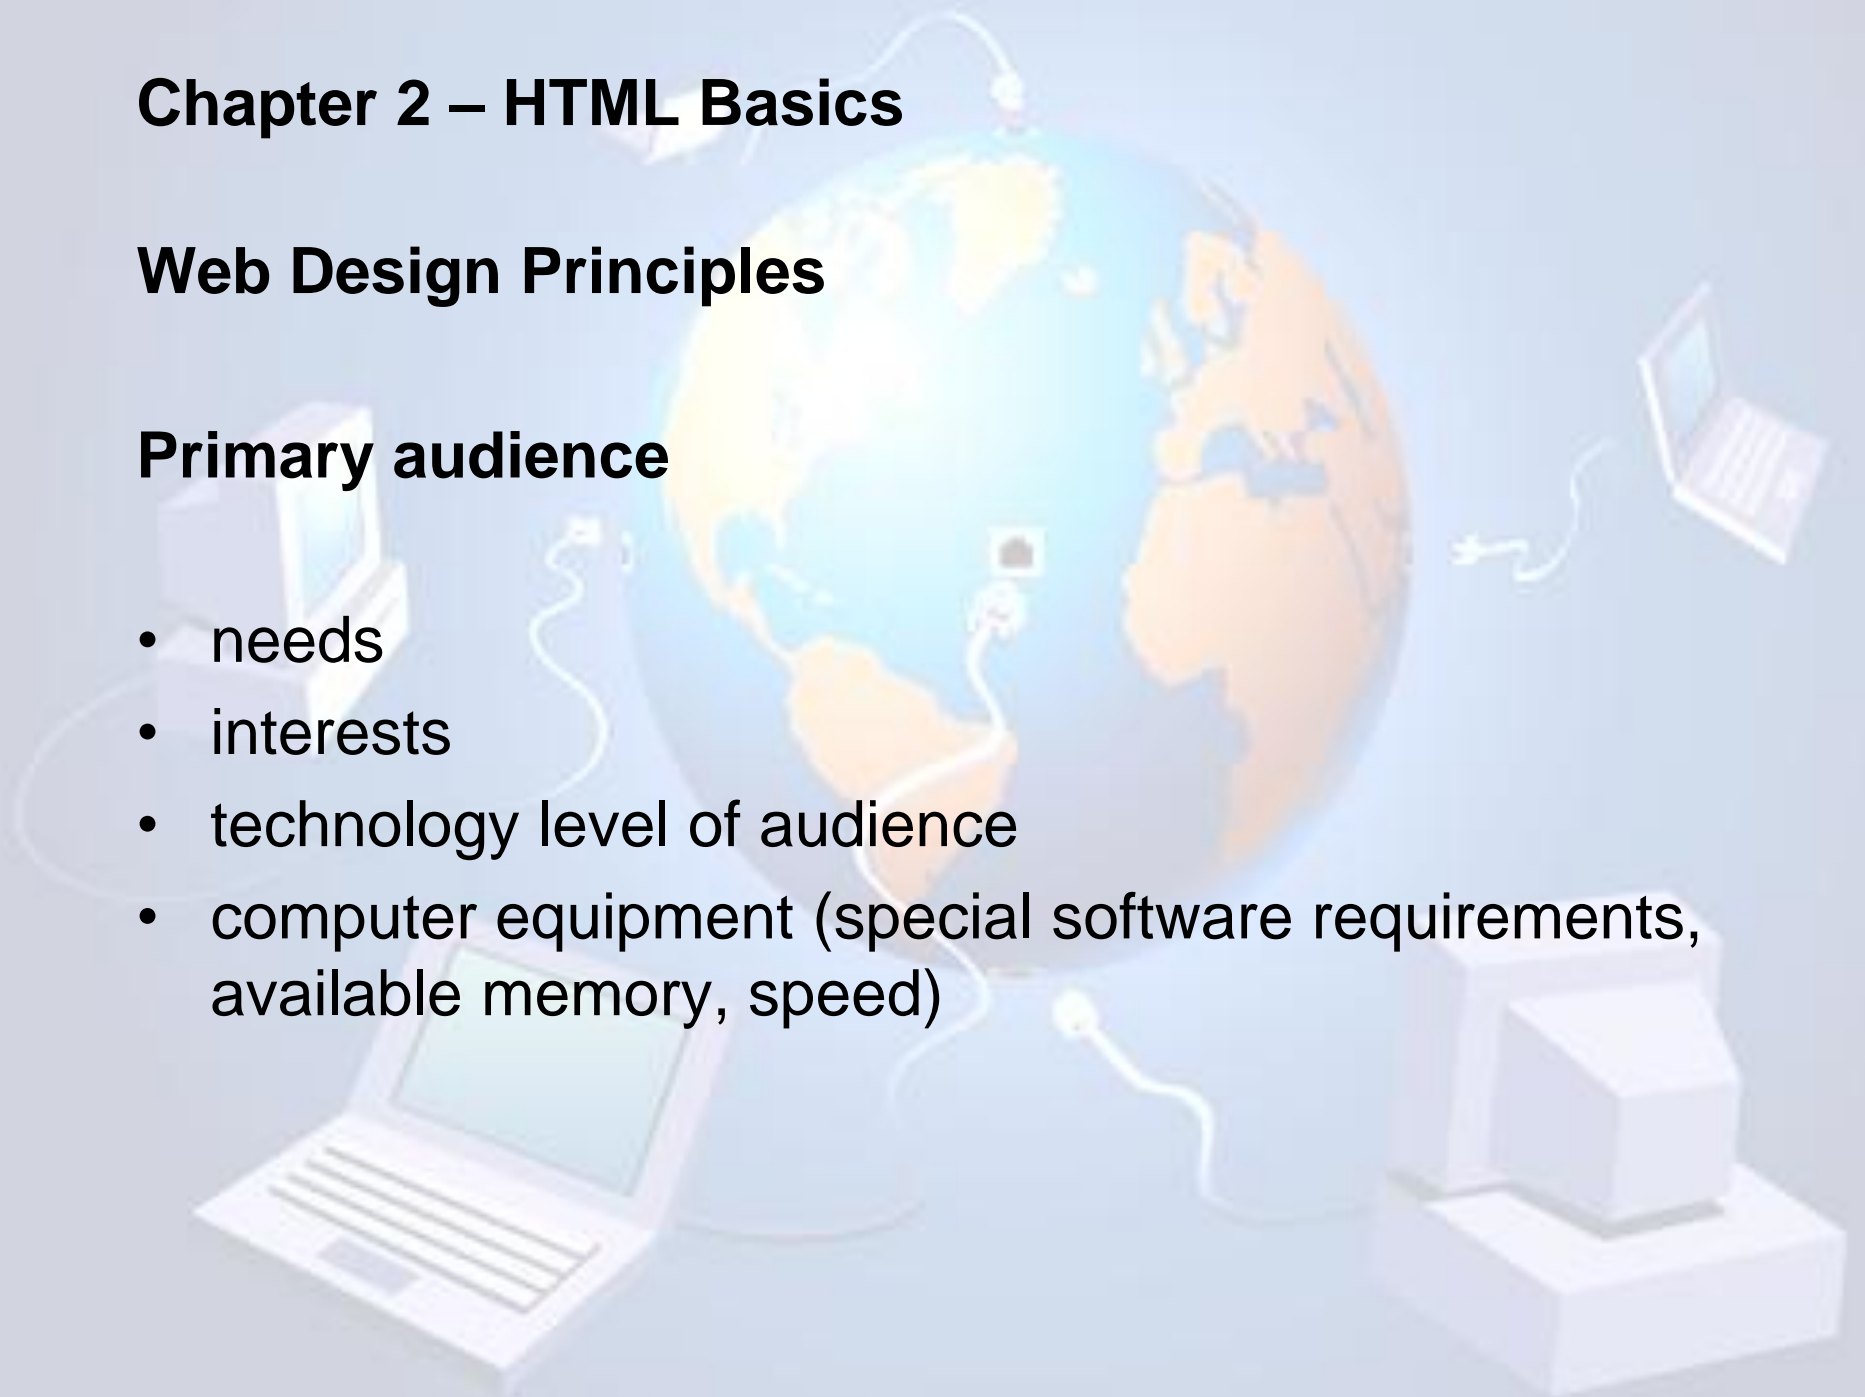 Chapter 2 – HTML Basics
Web Design Principles
Primary audience
• needs
• interests
• technology level of audience
• computer equipment (special software requirements,
available memory, speed)